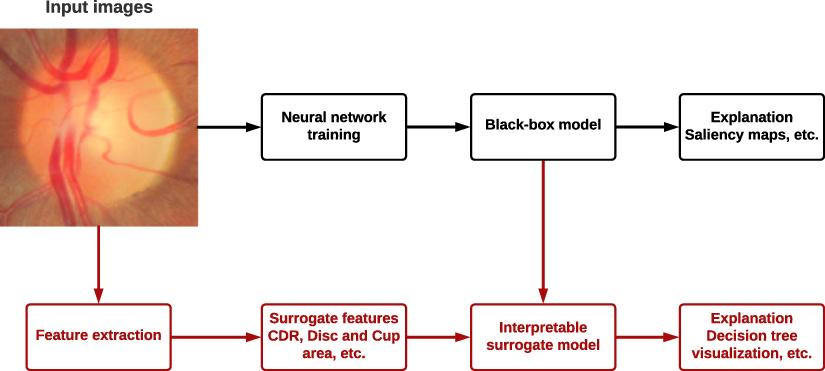 Input images
Neural network
training
Black-box model
Explanation
Saliency maps, etc.
Feature extraction
Surrogate features
CDR, Disc and Cup
area, etc.
Interpretable
surrogate model
Explanation
Decision tree
visualization, etc.